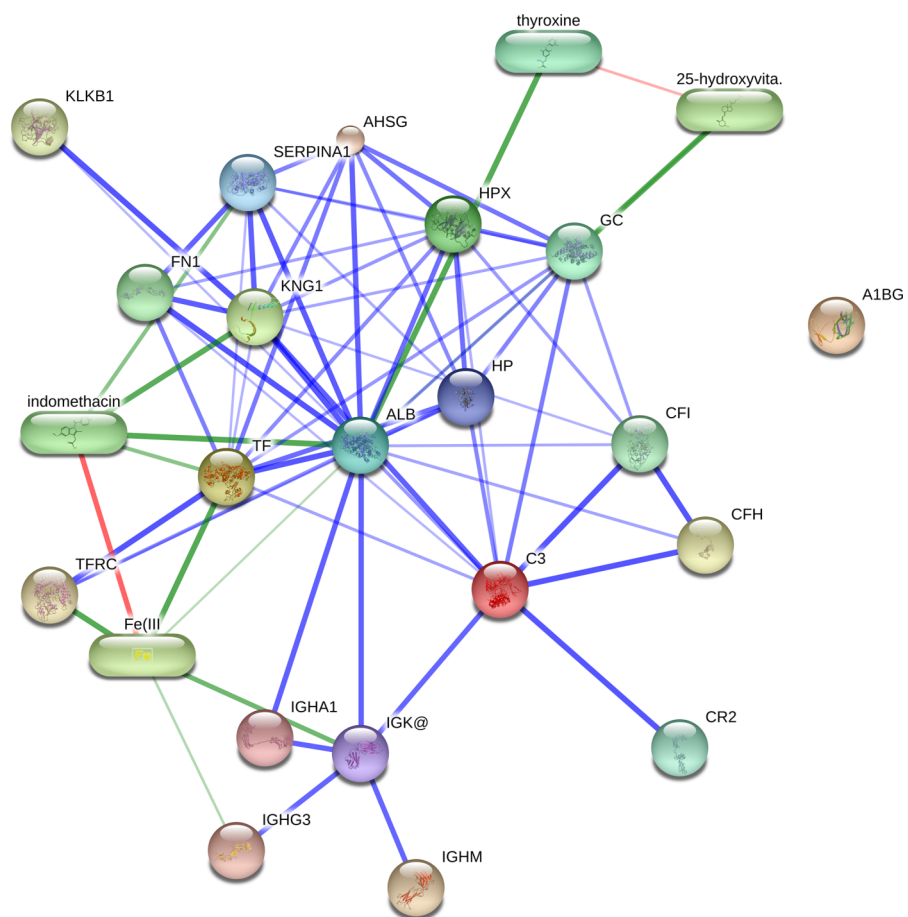 thyroxine
25-hydroxyvita.
KLKB1
AHSG
SERPINA1
HPX
GC
FN1
KNG1
A1BG
HP
indomethacin
ALB
CFI
TF
CFH
TFRC
C3
Fe(III
IGHA1
IGK@
CR2
IGHG3
IGHM